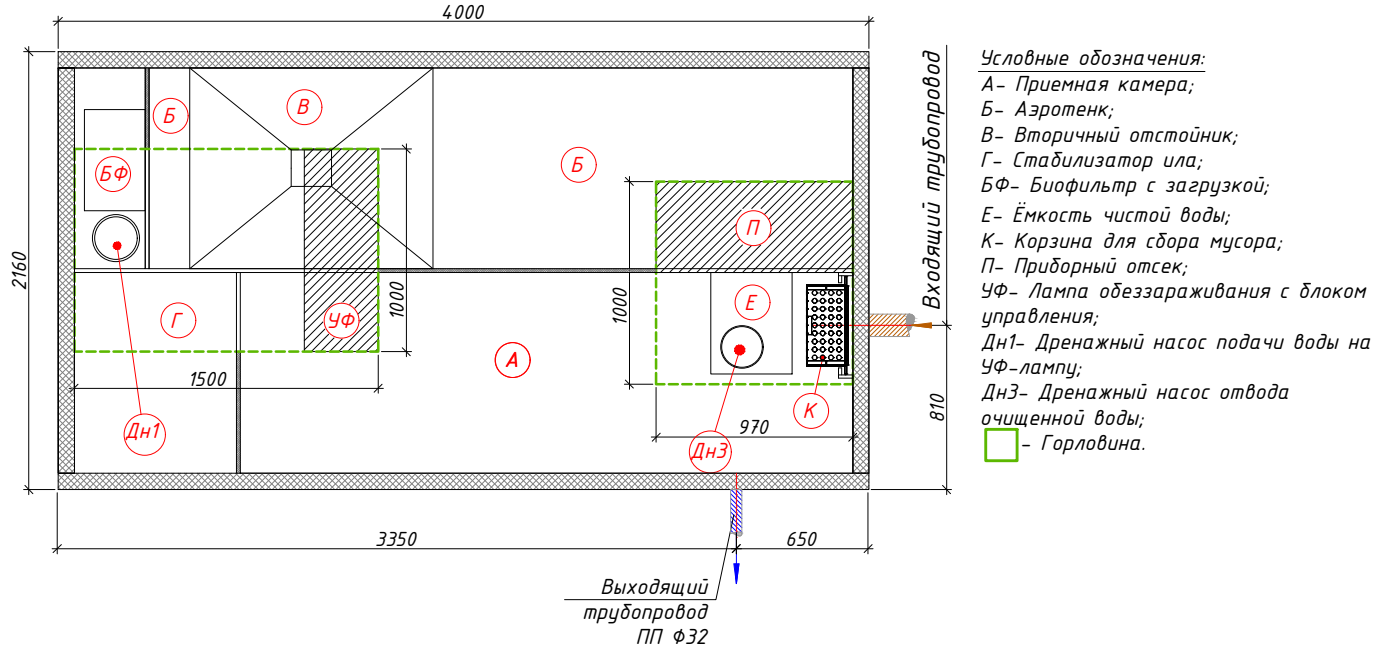 4000
Входящий трубопровод
Условные обозначения:
А- Приемная камера;
Б- Аэротенк;
В- Вторичный отстойник;
Г- Стабилизатор ила;
БФ- Биофильтр с загрузкой;
Е- Ёмкость чистой воды;
К- Корзина для сбора мусора;
П- Приборный отсек;
УФ- Лампа обеззараживания с блоком
управления;
Дн1- Дренажный насос подачи воды на
УФ-лампу;
Дн3- Дренажный насос отвода
очищенной воды;
- Горловина.
В
Б
Б
БФ
П
2160
1000
1000
Е
Г
УФ
А
1500
К
810
970
Дн1
Дн3
3350
650
Выходящий
трубопровод
ПП Ф32